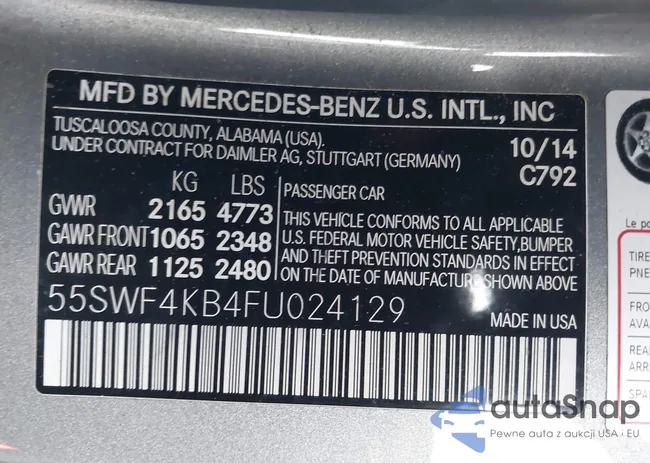 MFD BY MERCEDES-BENZ U.S. INTL., INC
TUSCALOOSA COUNTY, ALABAMA (USA).
UNDER CONTRACT FOR DAIMLER AG, STUTTGART (GERMANY)
10/14
C792
KG LBS
GVWR 2165 4773
GAWR FRONT 1065 2348
GAWR REAR 1125 2480
PASSENGER CAR
THIS VEHICLE CONFORMS TO ALL APPLICABLE
U.S. FEDERAL MOTOR VEHICLE SAFETY,BUMPER
AND THEFT PREVENTION STANDARDS IN EFFECT
ON THE DATE OF MANUFACTURE SHOWN ABOVE
55SWF4KB4FU024129
MADE IN USA
Le
TIRE
autaSnap
Pewne auta z aukcji USA i EU